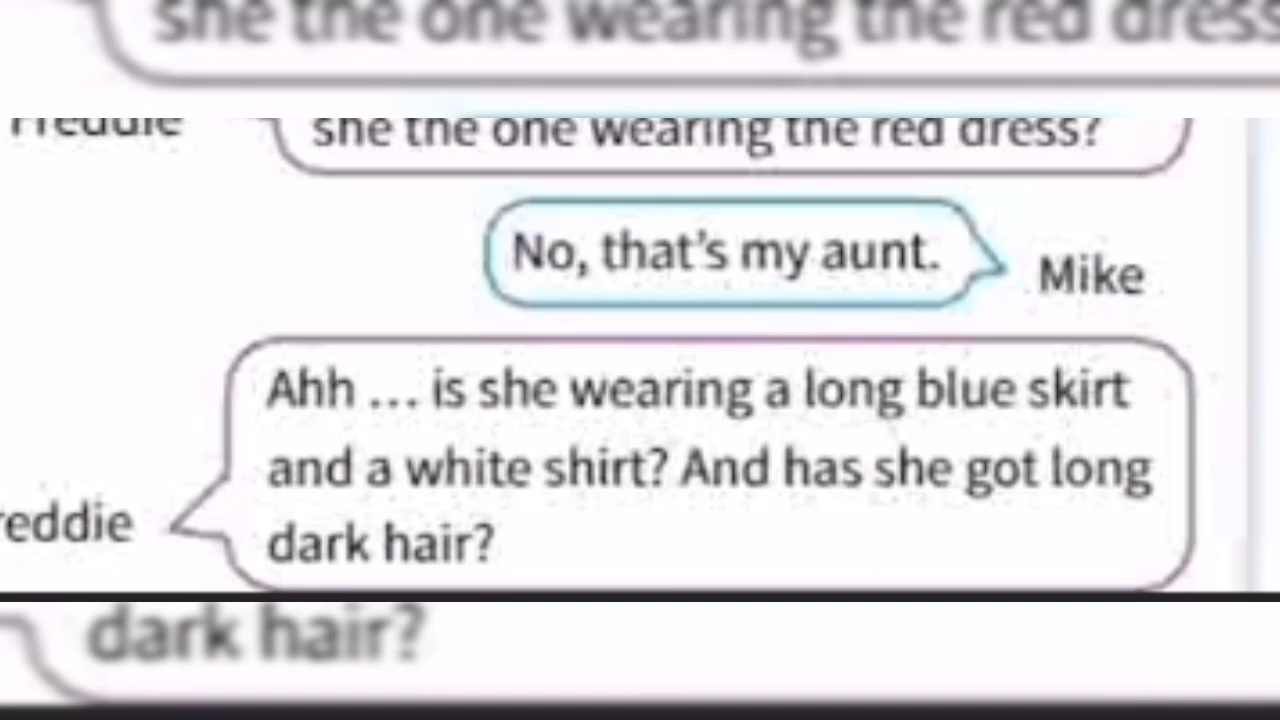 she the one wearing the red dress
Freddie
she the one wearing the red dress?
No, that's my aunt.
Mike
Ahh ... is she wearing a long blue skirt
and a white shirt? And has she got long
reddie
dark hair?
dark hair?